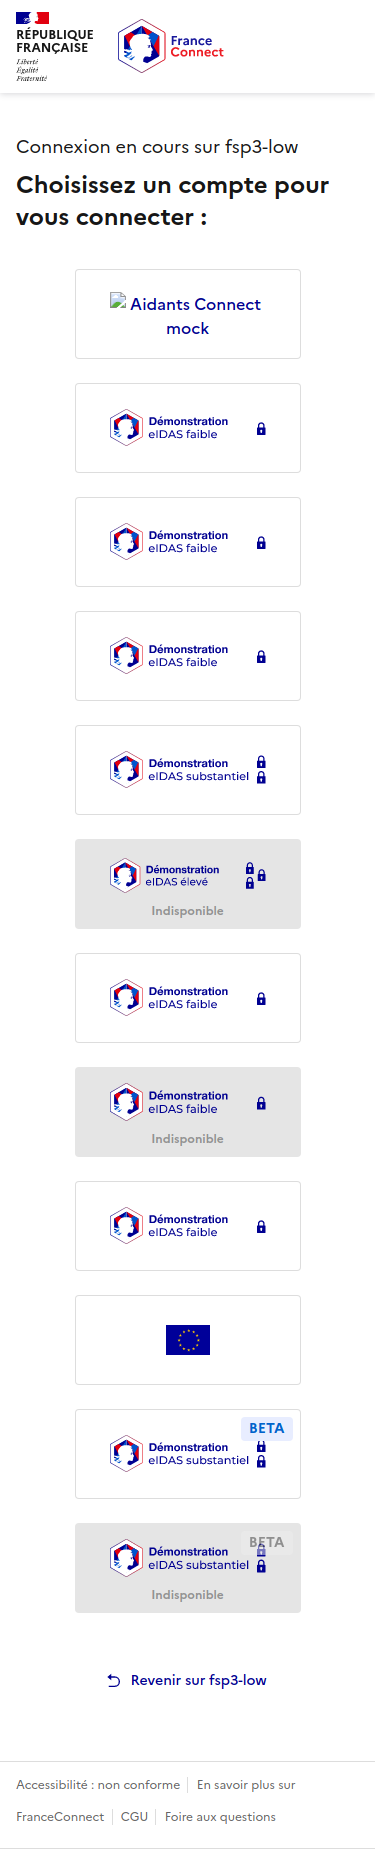 RÉPUBLIQUE
FRANÇAISE
Liberté
Égalité
Fraternité
France
Connect
Connexion en cours sur fsp3-low
Choisissez un compte pour
vous connecter :
Aidants Connect
mock
Démonstration
eIDAS faible
Démonstration
eIDAS faible
Démonstration
eIDAS faible
Démonstration
eIDAS substantiel
Démonstration
eIDAS élevé
Indisponible
Démonstration
eIDAS faible
Démonstration
eIDAS faible
Indisponible
Démonstration
eIDAS faible
BETA
Démonstration
eIDAS substantiel
BETA
Démonstration
eIDAS substantiel
Indisponible
Revenir sur fsp3-low
Accessibilité : non conforme En savoir plus sur
FranceConnect CGU Foire aux questions